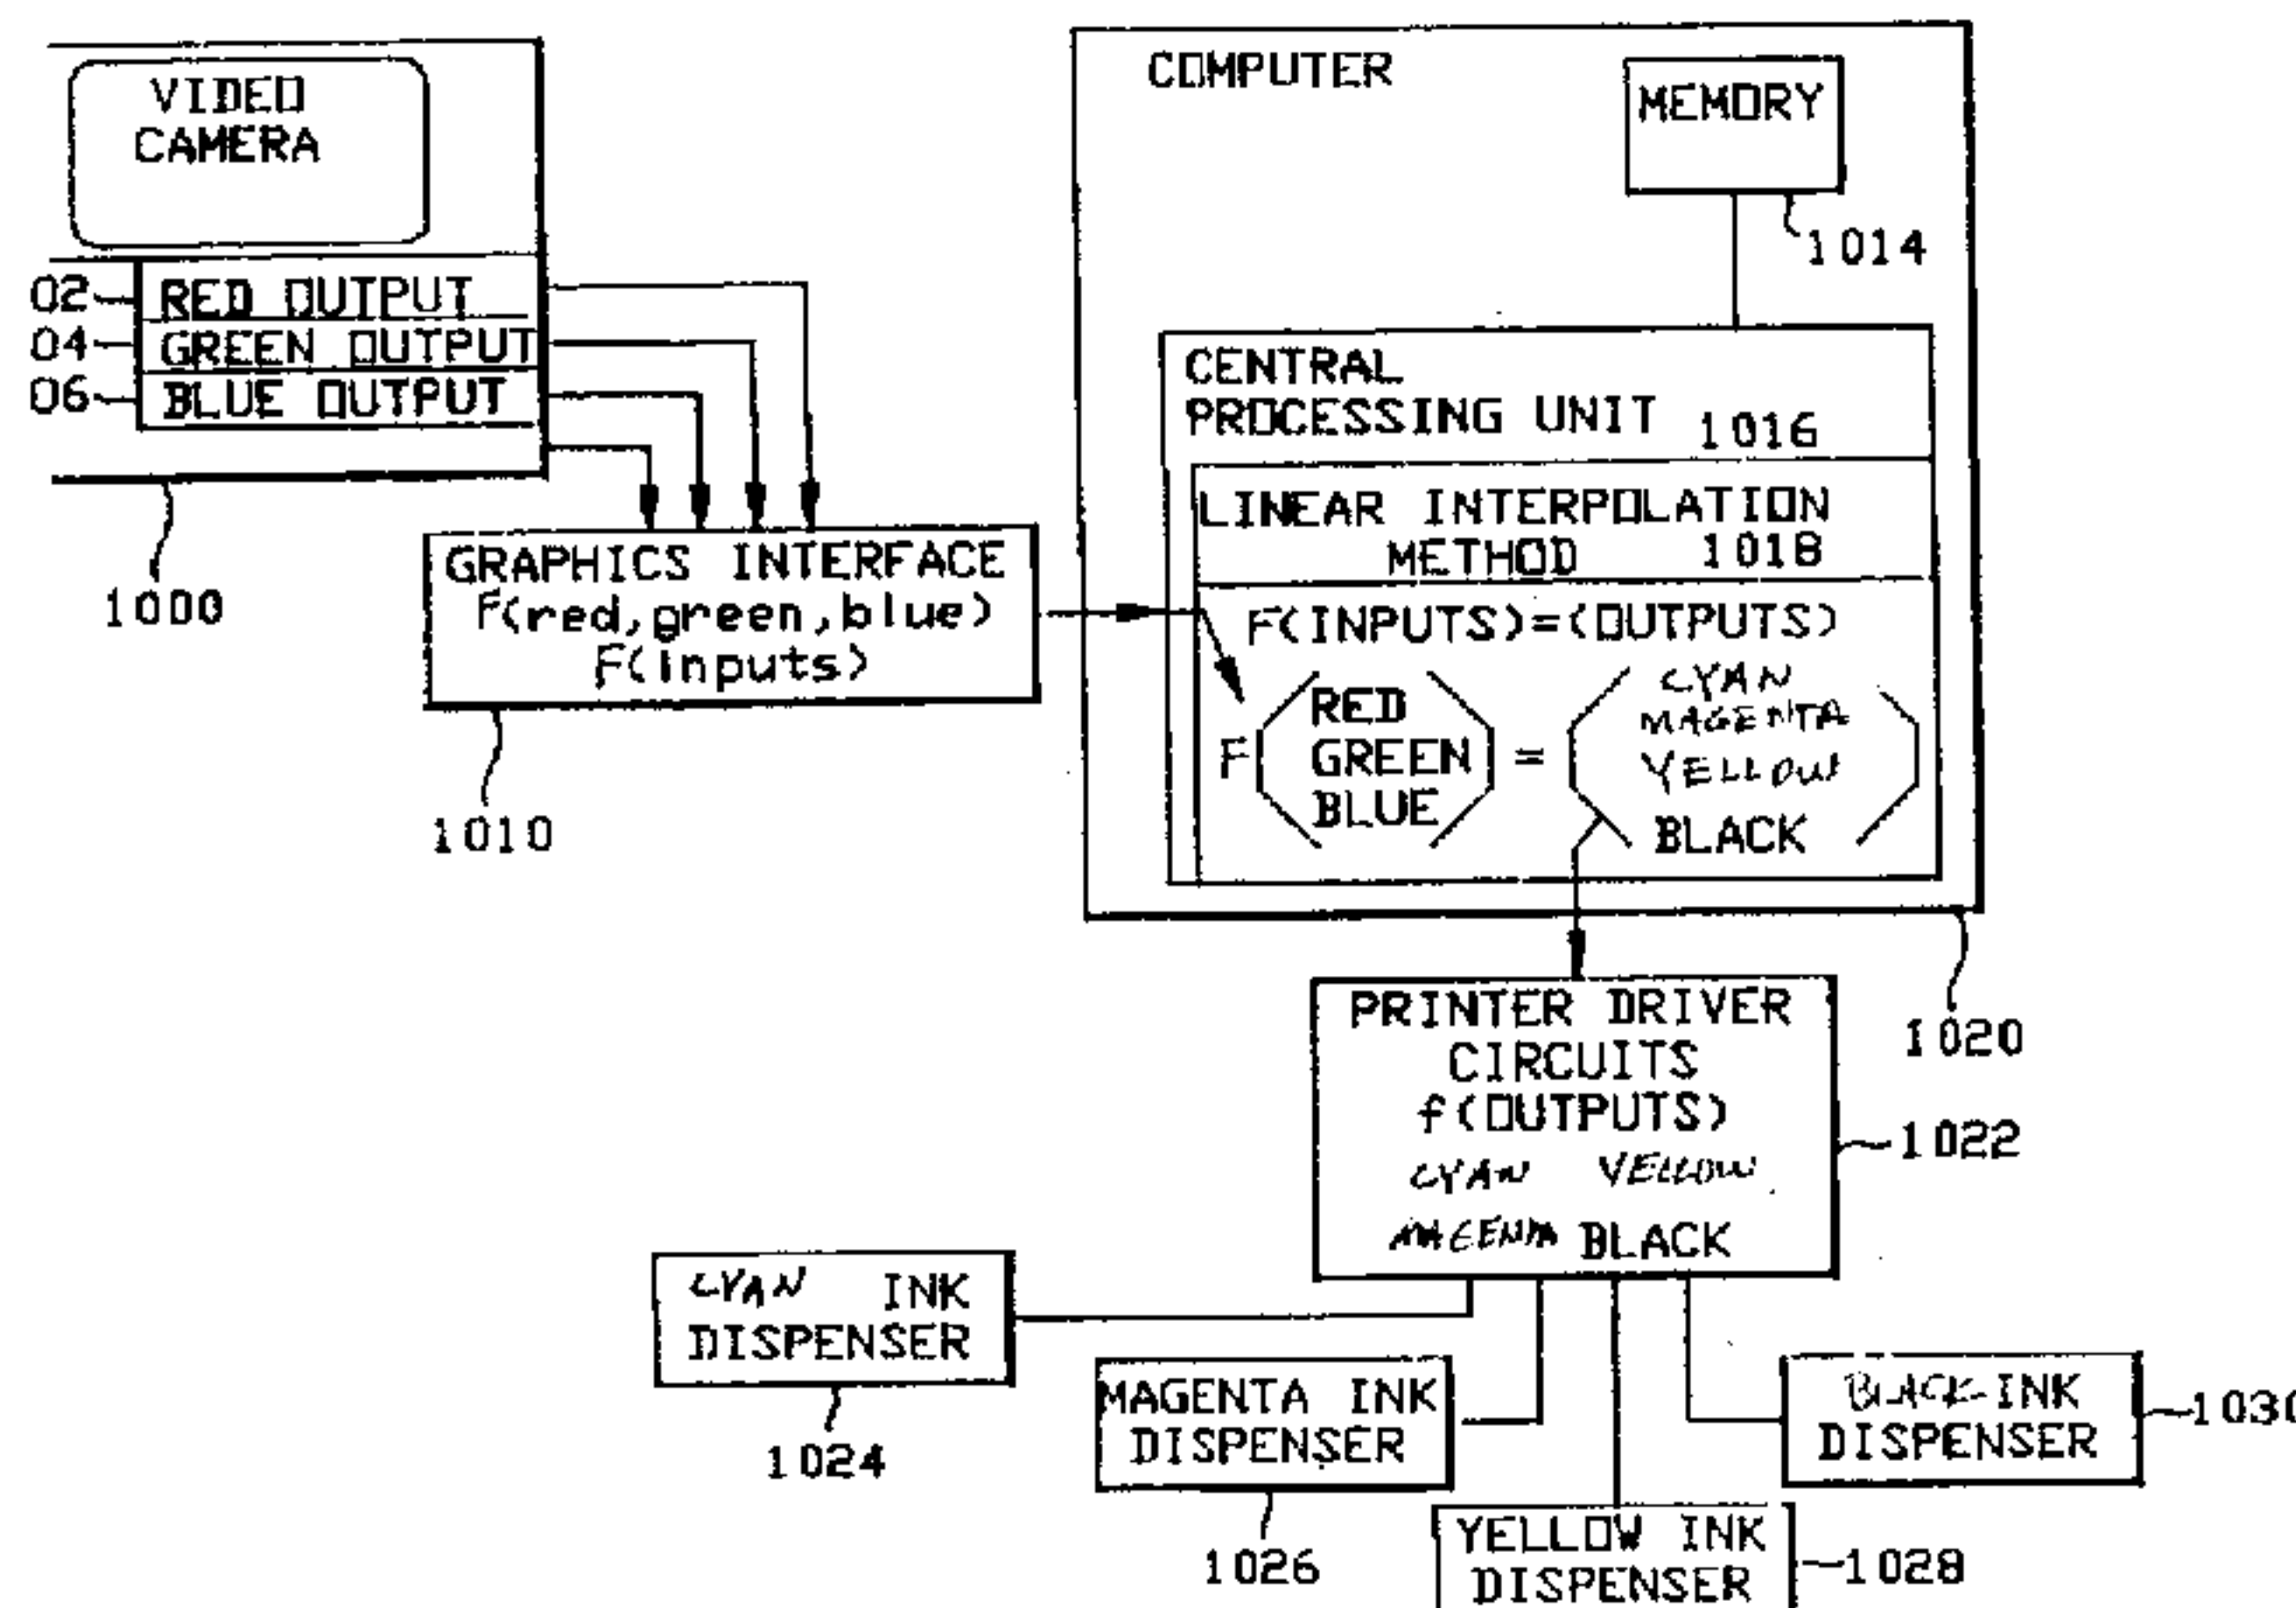 VIDEO
CAMERA
02
RED OUTPUT
04
GREEN OUTPUT
06
BLUE OUTPUT
1000
GRAPHICS INTERFACE
F(red,green,blue)
F(inputs)
1010
COMPUTER
MEMORY
1014
CENTRAL
PROCESSING UNIT 1016
LINEAR INTERPOLATION
METHOD 1018
F(INPUTS)=(OUTPUTS)
F( RED GREEN BLUE ) = (
CYAN
MAGENTA
YELLOW
BLACK )
1020
PRINTER DRIVER
CIRCUITS
f(OUTPUTS)
CYAN YELLOW
MAGENTA BLACK
1022
CYAN INK
DISPENSER
1024
MAGENTA INK
DISPENSER
1026
YELLOW INK
DISPENSER
1028
BLACK INK
DISPENSER
1030